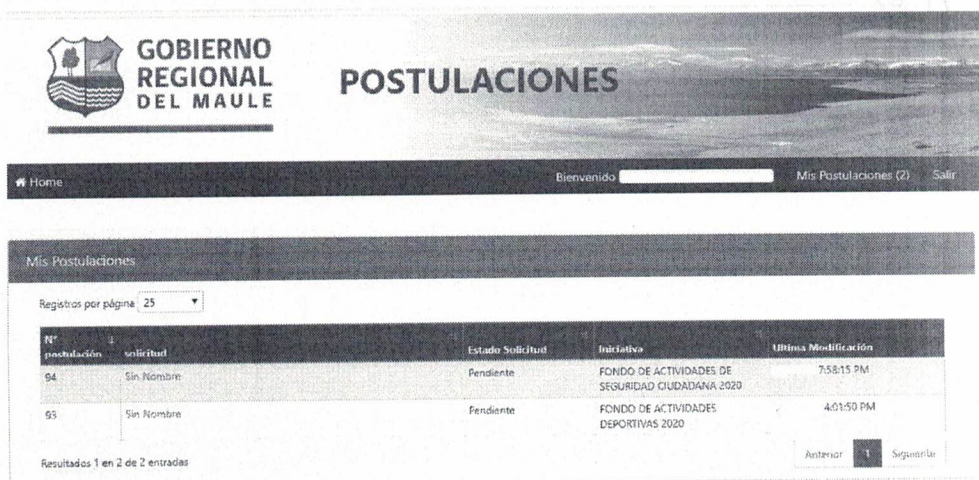 GOBIERNO
REGIONAL
DEL MAULE
POSTULACIONES
Home
Bienvenido
Mis Postulaciones (2)
Salir
Mis Postulaciones
Registros por página 25
N° postulación
solicitud
Estado Solicitud
Iniciativa
Ultima Modificación
94
Sin Nombre
Pendiente
FONDO DE ACTIVIDADES DE
SEGURIDAD CIUDADANA 2020
7:58:15 PM
93
Sin Nombre
Pendiente
FONDO DE ACTIVIDADES
DEPORTIVAS 2020
4:01:50 PM
Resultados 1 en 2 de 2 entradas
Anterior
1
Siguiente